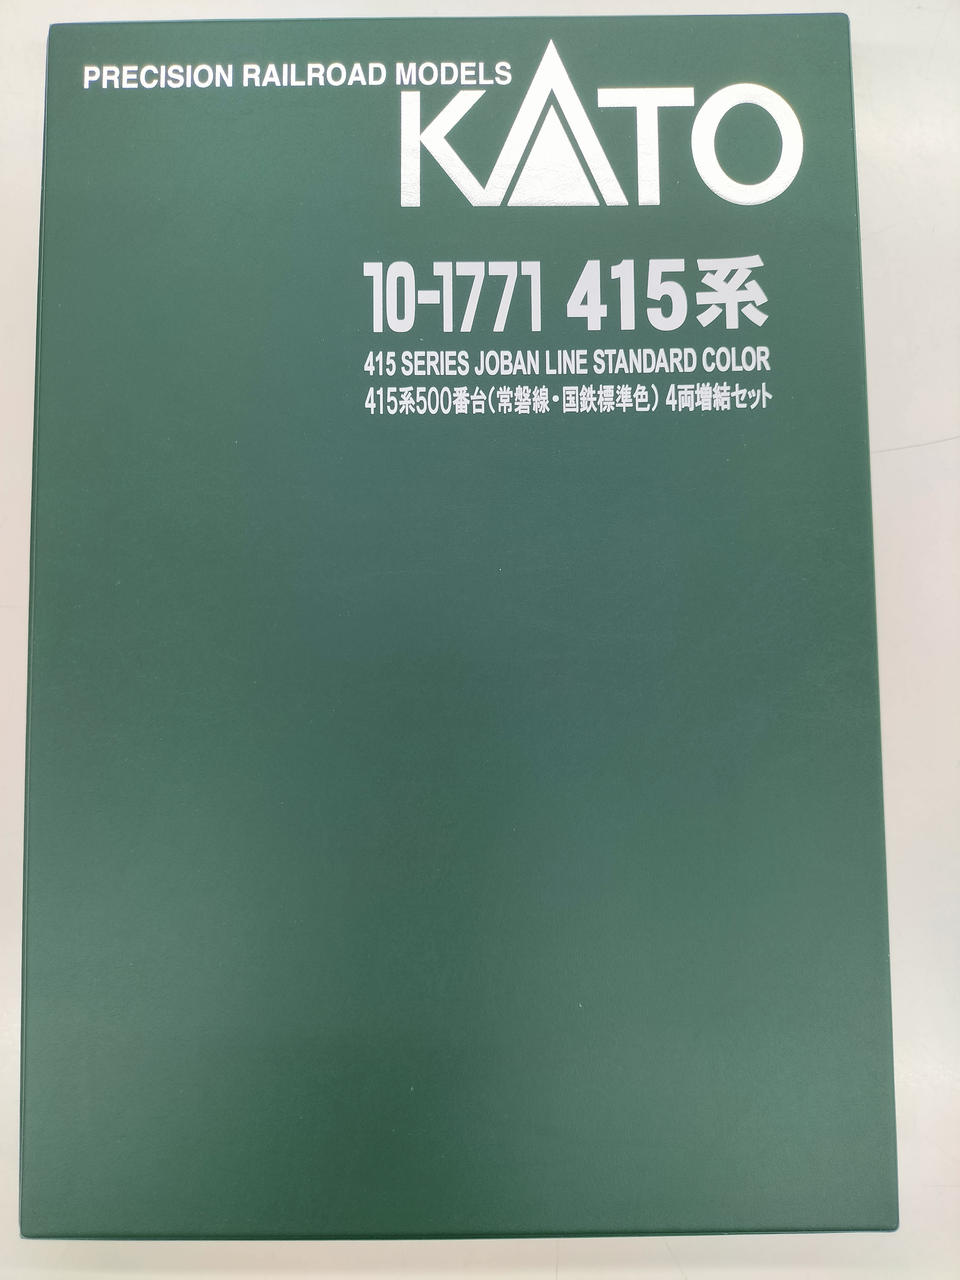 PRECISION RAILROAD MODELS
KATO
10-1771 415系
415 SERIES JOBAN LINE STANDARD COLOR
415系500番台(常磐線・国鉄標準色) 4両増結セット